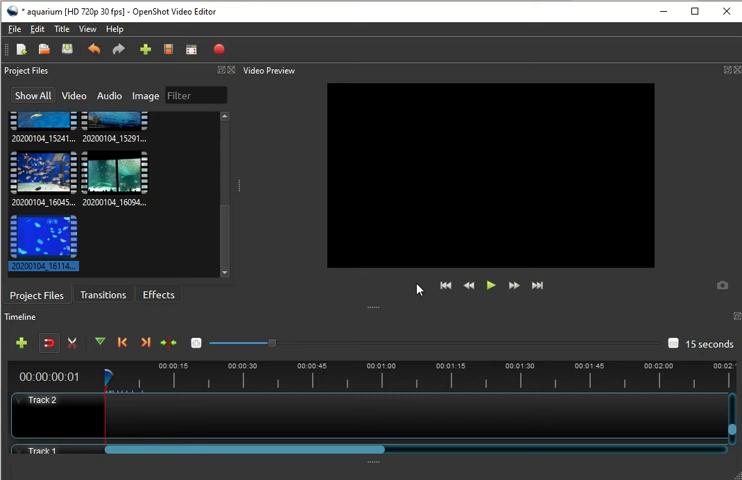 * aquarium [HD 720p 30 fps] - OpenShot Video Editor
File Edit Title View Help
Project Files
Video Preview
Show All Video Audio Image Filter
20200104_15241... 20200104_15291...
20200104_16045... 20200104_16094...
20200104_16114...
Project Files Transitions Effects
Timeline
15 seconds
00:00:00:01
00:00:15 00:00:30 00:00:45 00:01:00 00:01:15 00:01:30 00:01:45 00:02:00 00:02:
Track 2
Track 1